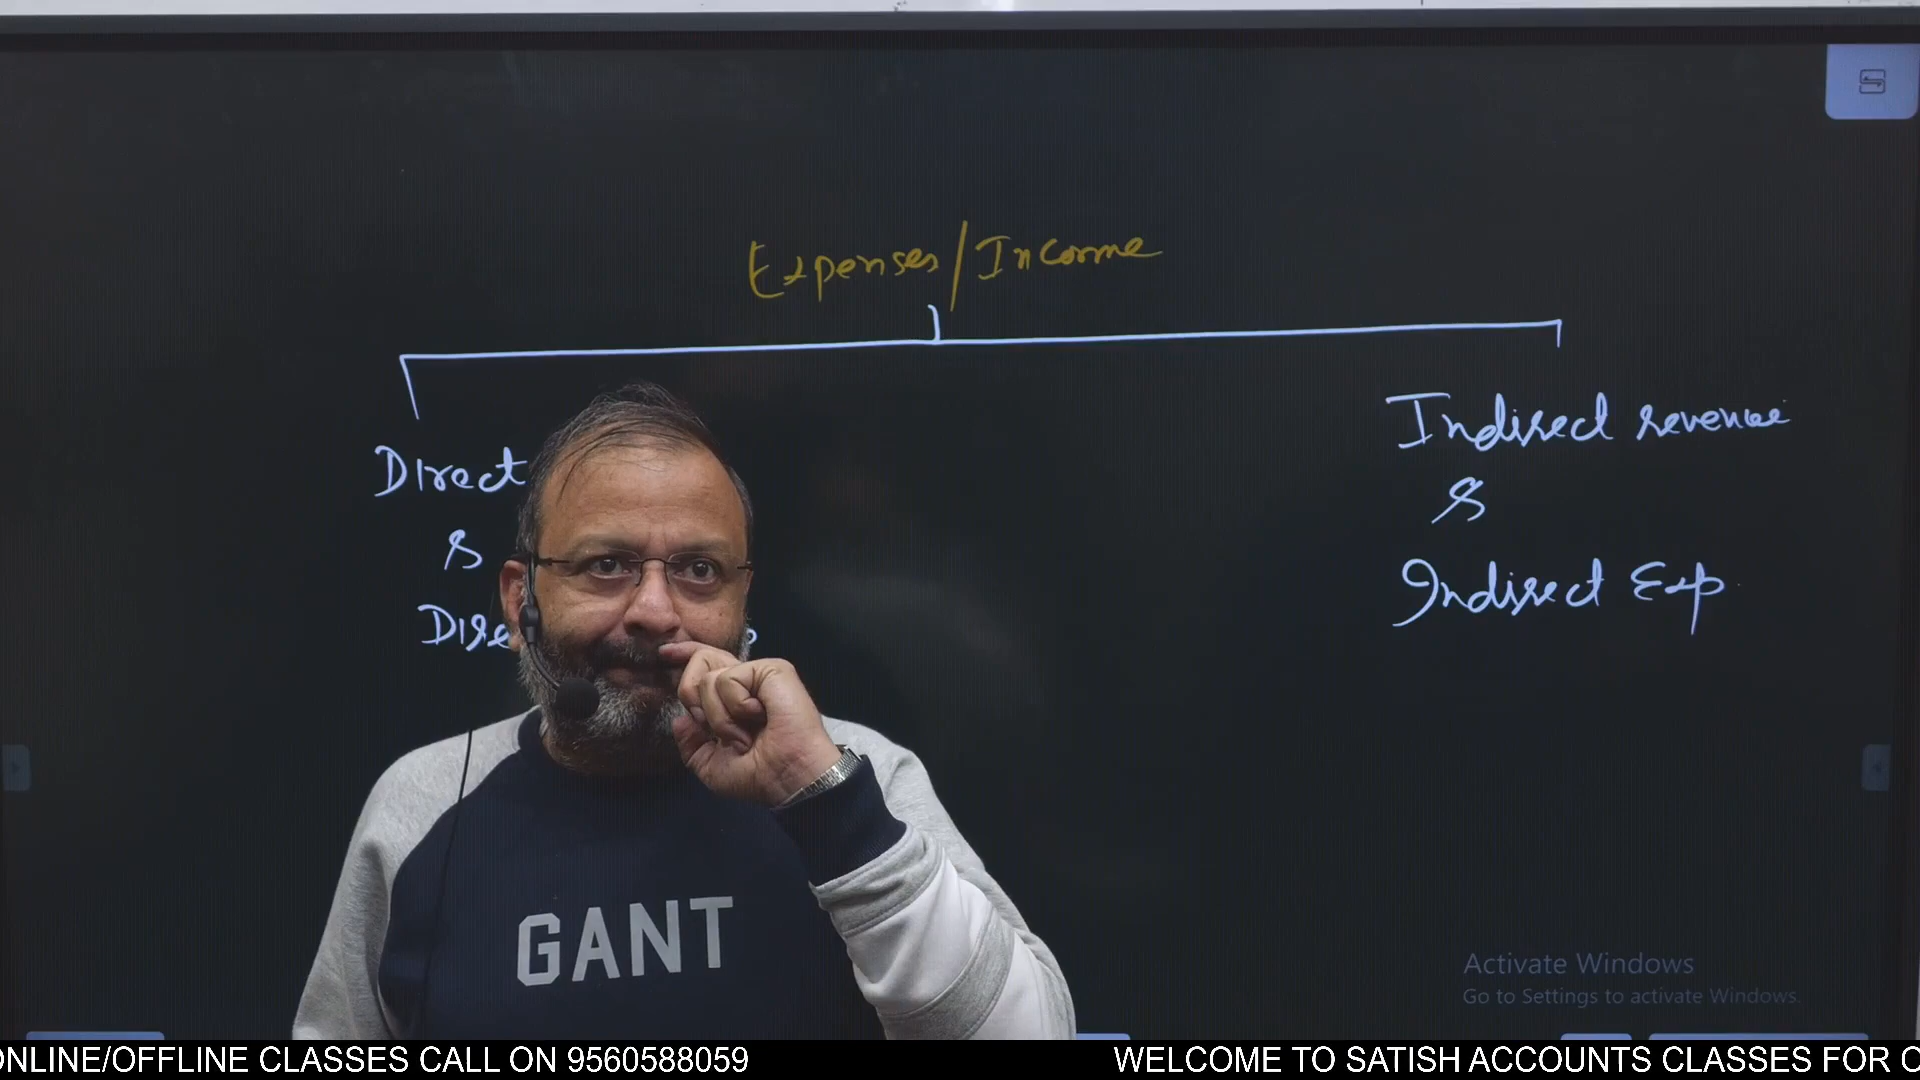 Expenses/Income
Direct
&
Indirect revenue
&
Indirect Exp
GANT
Activate Windows
Go to Settings to activate Windows.
ONLINE/OFFLINE CLASSES CALL ON 9560588059
WELCOME TO SATISH ACCOUNTS CLASSES FOR C